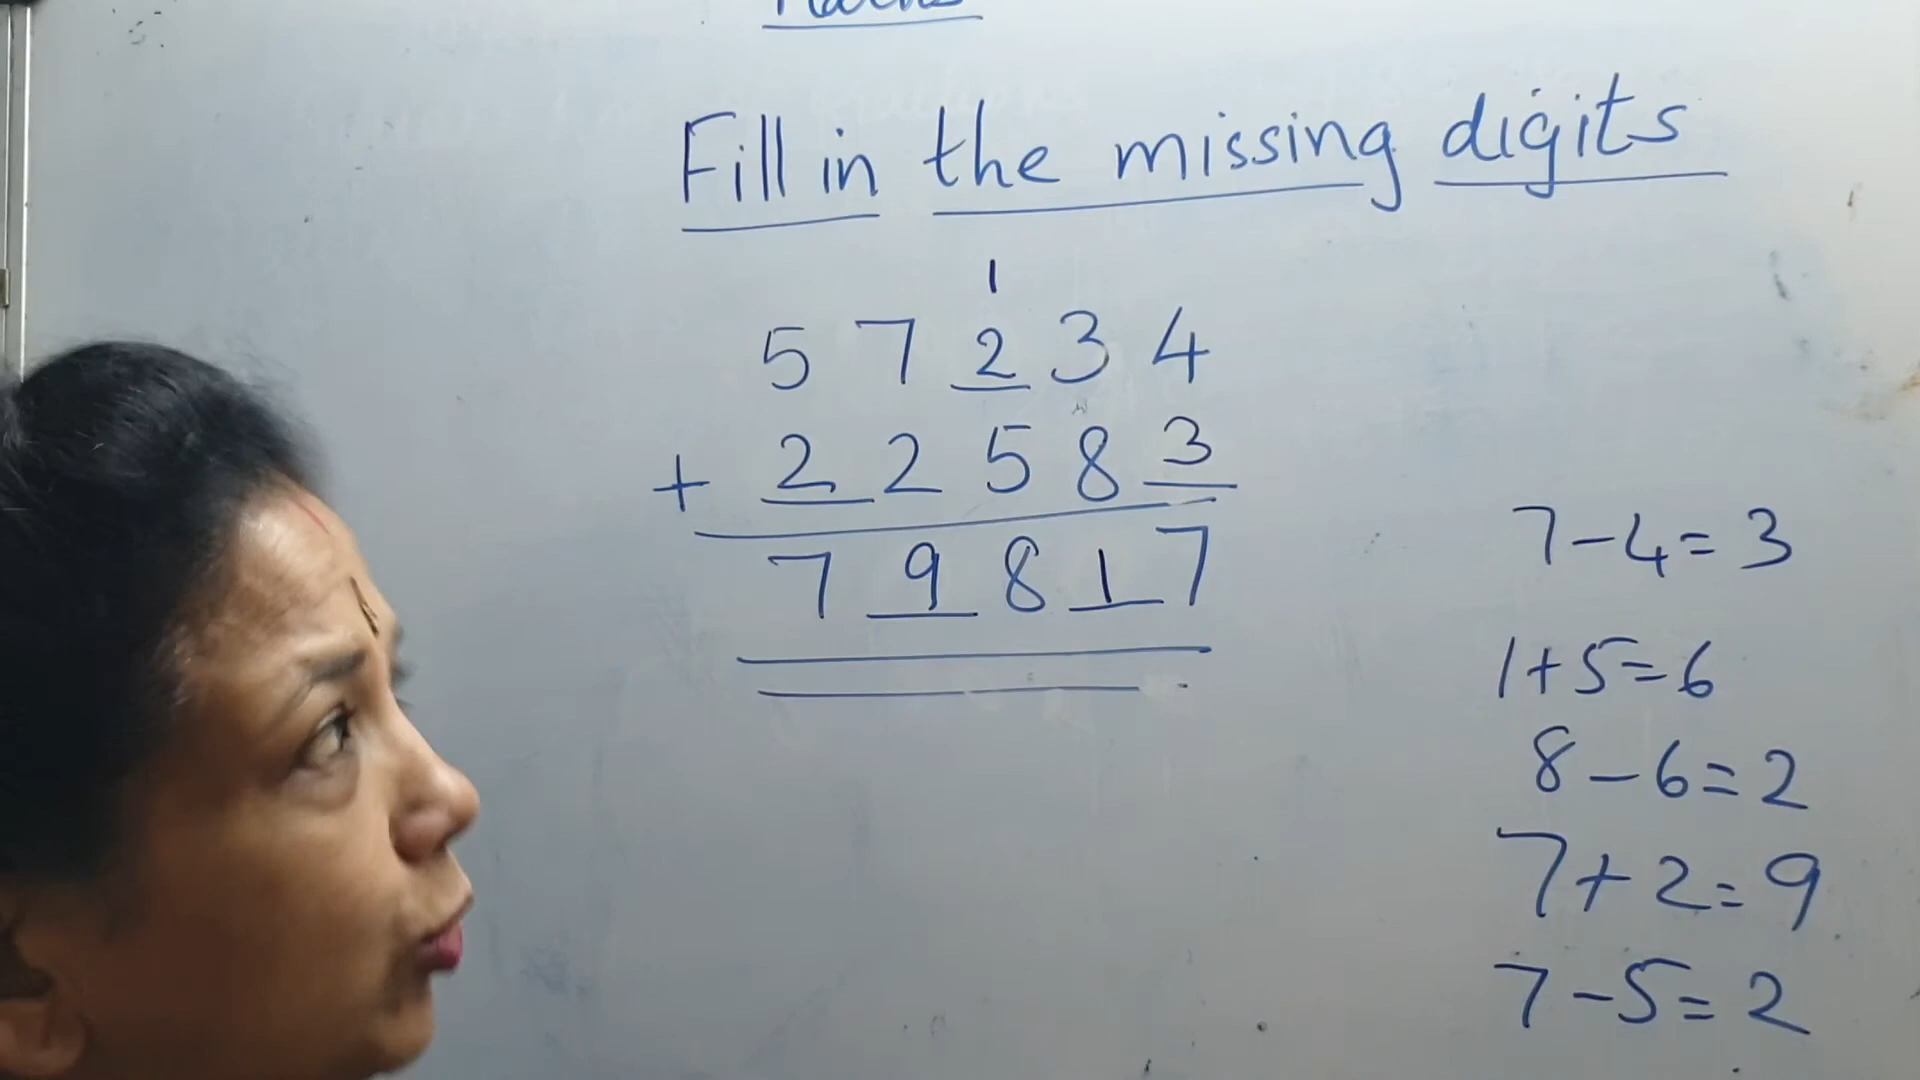 Maths
Fill in the missing digits
1
5 7 2 3 4
+ 2 2 5 8 3
7 9 8 1 7
7-4=3
1+5=6
8-6=2
7+2=9
7-5=2